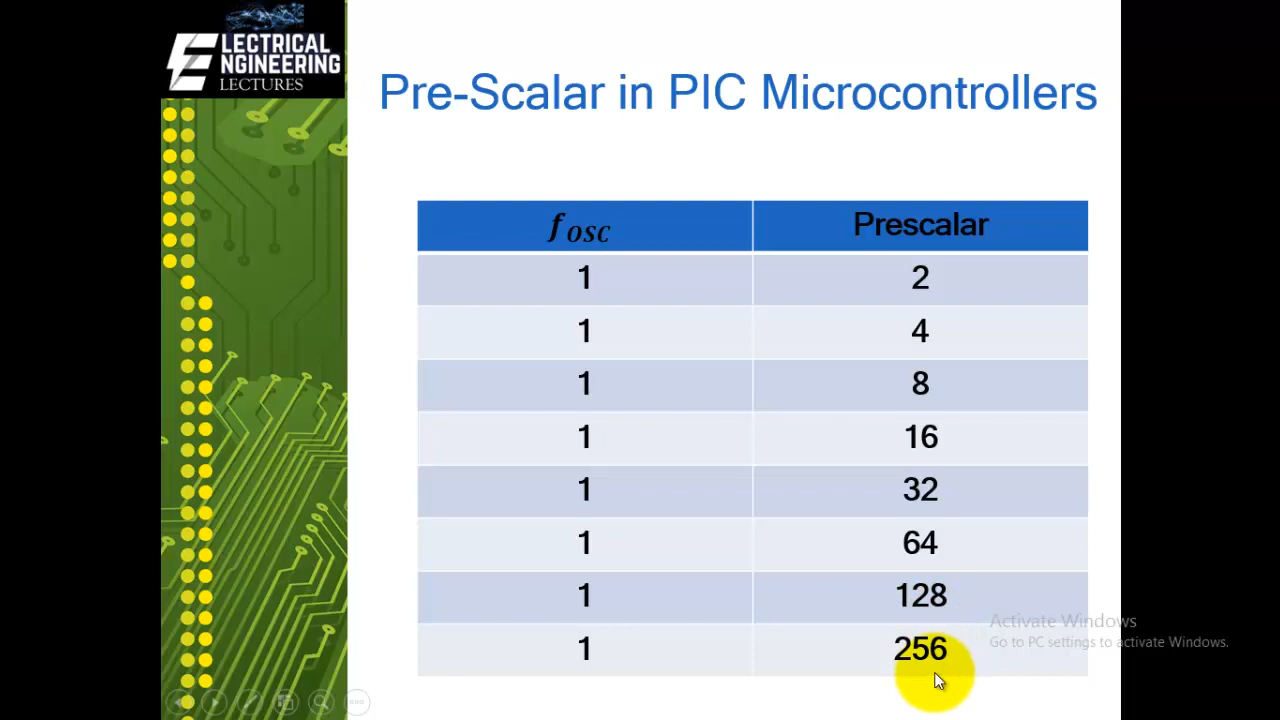 ELECTRICAL
ENGINEERING
LECTURES
Pre-Scalar in PIC Microcontrollers
fOSC Prescalar
1 2
1 4
1 8
1 16
1 32
1 64
1 128
1 256
Activate Windows
Go to PC settings to activate Windows.